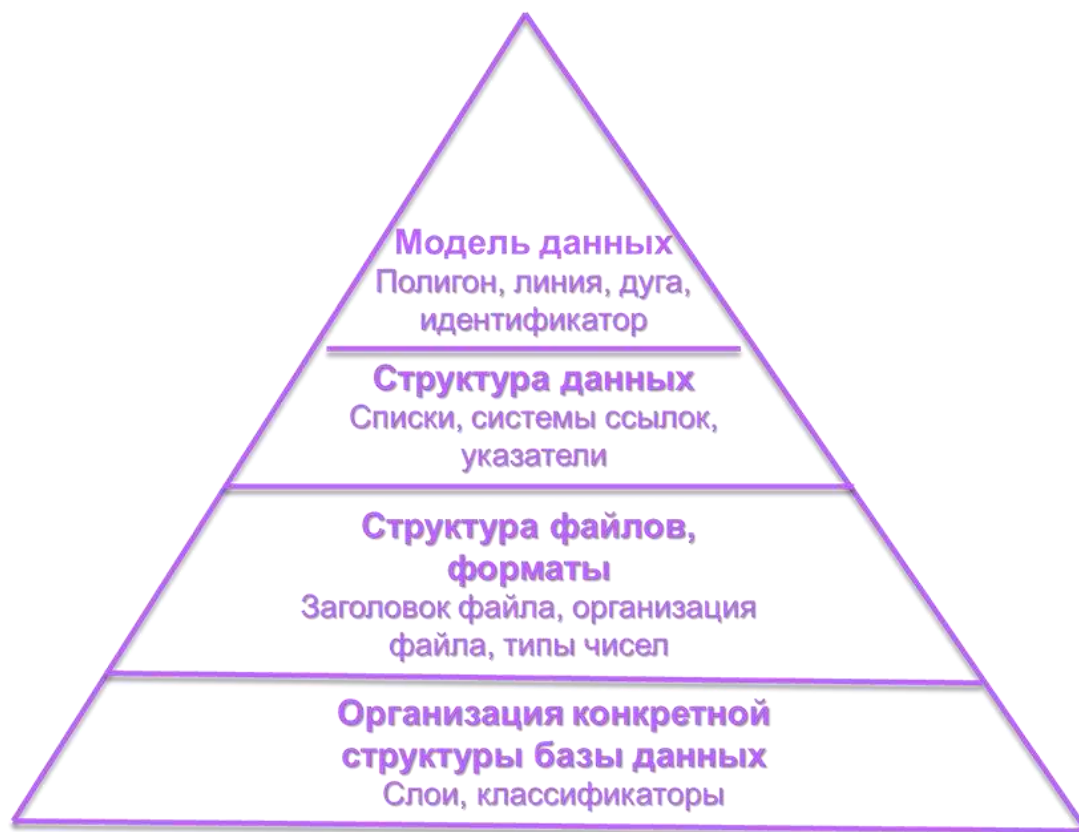 Модель данных
Полигон, линия, дуга,
идентификатор
Структура данных
Списки, системы ссылок,
указатели
Структура файлов,
форматы
Заголовок файла, организация
файла, типы чисел
Организация конкретной
структуры базы данных
Слои, классификаторы